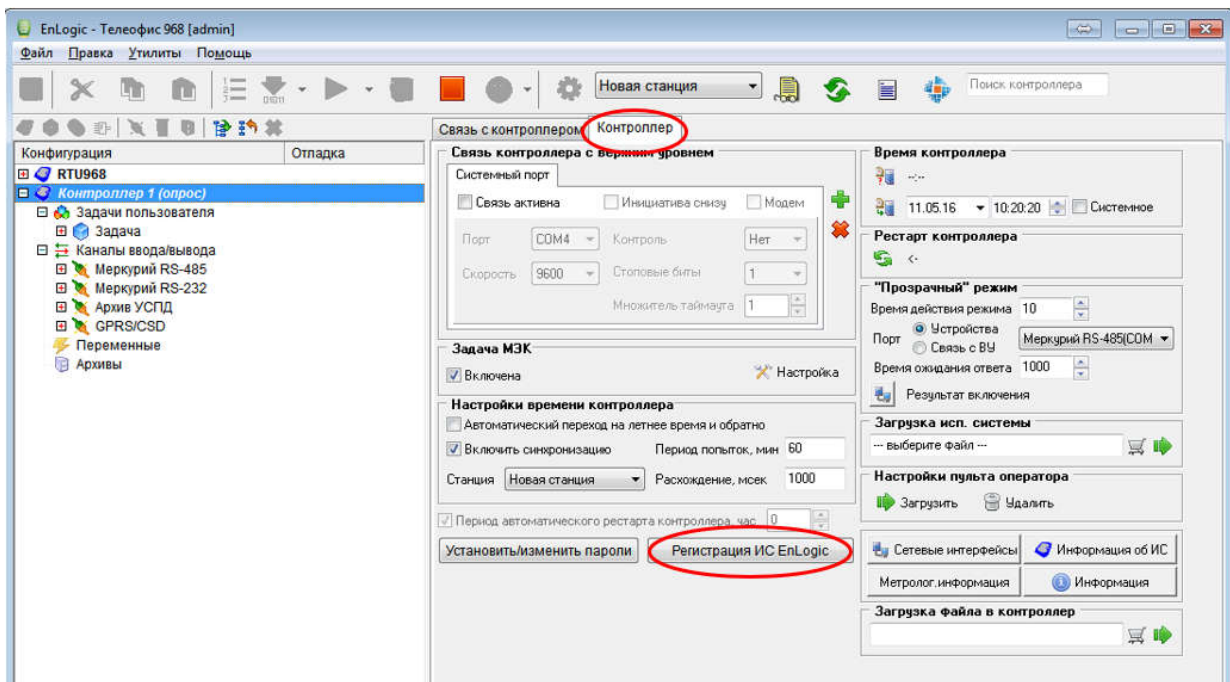 EnLogic - Телеофис 968 [admin]
Файл Правка Утилиты Помощь
Новая станция
Поиск контроллера
Конфигурация Отладка
RTU968
Контроллер 1 (опрос)
Задачи пользователя
Задача
Каналы ввода/вывода
Меркурий RS-485
Меркурий RS-232
Архив УСПД
GPRS/CSD
Переменные
Архивы
Связь с контроллером Контроллер
Связь контроллера с верхним уровнем
Системный порт
Связь активна Инициатива снизу Модем
Порт COM4 Контроль Нет
Скорость 9600 Стоповые биты 1
Множитель таймаута 1
Задача МЭК
Включена Настройка
Настройки времени контроллера
Автоматический переход на летнее время и обратно
Включить синхронизацию Период попыток, мин 60
Станция Новая станция Расхождение, мсек 1000
Период автоматического рестарта контроллера, час 0
Установить/изменить пароли Регистрация ИС EnLogic
Время контроллера
--:--
11.05.16 10:20:20 Системное
Рестарт контроллера
<-
"Прозрачный" режим
Время действия режима 10
Порт Устройства Меркурий RS-485(COM
Связь с ВУ
Время ожидания ответа 1000
Результат включения
Загрузка исп. системы
--- выберите файл ---
Настройки пульта оператора
Загрузить Удалить
Сетевые интерфейсы Информация об ИС
Метролог.информация Информация
Загрузка файла в контроллер